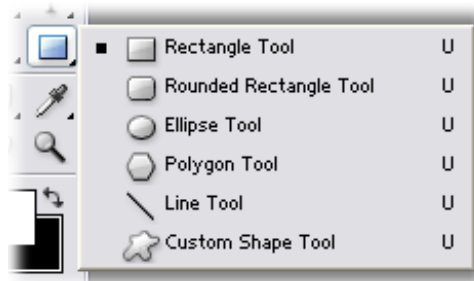 Rectangle Tool U
Rounded Rectangle Tool U
Ellipse Tool U
Polygon Tool U
Line Tool U
Custom Shape Tool U